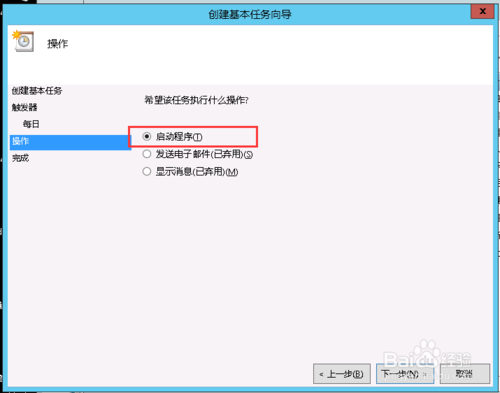 创建基本任务向导
x
操作
创建基本任务
触发器
每日
操作
完成
希望该任务执行什么操作?
启动程序(T)
发送电子邮件(已弃用)(S)
显示消息(已弃用)(M)
< 上一步(B)
下一步(N) >
取消
Baidu 经验